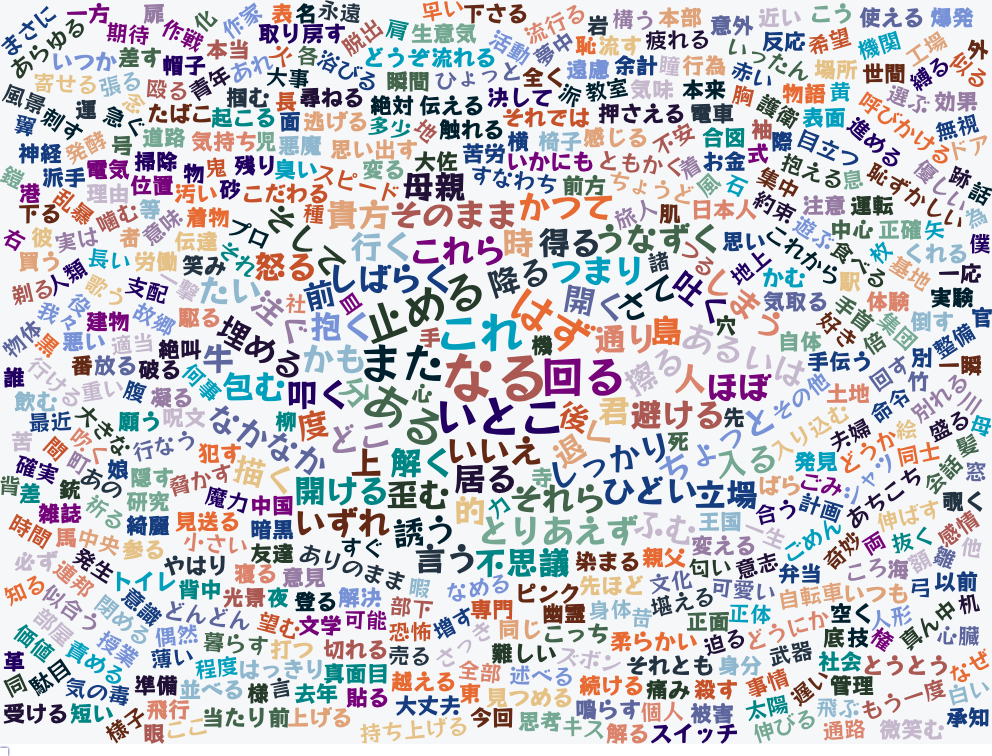 まさに 一方 扉 作家 表 名 永遠 早い 下さる 流行る 岩 構う 本部 意外 近い こう 使える 爆発
あらゆる 期待 作戦 文化 取り戻す 脱出 肩 生意気 活動 夢中 恥 流す 疲れる いったん 反応 希望 機関 工場 外
いつか 差す 帽子 本当 あれ 各 浴びる どうぞ 流れる 遠慮 余計 瞳 行為 赤い 場所 世間 縛る 似る
寄せる 張る 殴る 青年 大事 瞬間 ひょっと 全く 派 教室 気味 本来 胸 物語 黄 選ぶ 効果
風景 刺す 運 急ぐ たばこ 掴む 長 尋ねる 絶対 伝える 決して それでは 押さえる 電車 護衛 表面 呼びかける 無視
翼 号 道路 起こる 面 逃げる 多少 地 触れる 横 椅子 感じる 不安 合図 袖 際 目立つ 進める ドア
神経 発酵 気持ち 児 悪魔 思い出す 苦労 いかにも ともかく 着 お金 式 抱える 息 恥ずかしい 優しい 跡 話
鎧 派手 電気 掃除 物 鬼 残り 臭い スピード 変える 大佐 母親 すなわち 前方 ちょうど 風 石 集中
港 理由 位置 汚い 砂 こだわる 約束 注意 運転 為
下る 乱暴 噛む 等 着物 そして 種 貴方 そのまま かつて 旅人 肌 日本人 中心 正確 矢 僕
右 彼 実は 者 意味 伝達 プロ 行く これら 時 得る うなずく 思い これから 遊ぶ 食べる 枚 くれる
買う 人類 長い 労働 笑み それ 怒る しばらく 降る つまり 諸 つる 地上 かむ 駅 基地 一応
剃る 歌う 支配 一撃 たい 注ぐ 社 前 皿 止める はず 開く さて 吐く しまう 気取る 手首 体験 実験
我々 役 故郷 駆る 抱く 手 これ 機 通り 島 穴 好き 倍 集団 倒す 官
物体 黒 悪い 建物 適当 絶叫 埋める かも また ある なる 回る 擦る あるいは 自体 手伝う 別 整備
誰 番 放る 破る 牛 人 ほぼ その他 回す 竹 一瞬
行ける 重い 腹 凝る 何事 包む 叩く 心 いとこ 後 君 避ける 先 土地 命令 別れる
飲む 最近 大きな 願う 呪文 柳 度 なかなか どこ いいえ 退く しっかり 死 ちょっと 入り込む 夫婦 盛る 母
苦 間 吹く 町 行なう 犯す 上 解く 居る 寺 入る 発見 どうか 絵 同士 髪
確実 あの 娘 隠す 脅かす 描く 開ける 歪む 的 力 それら ひどい 立場 ばら ごみ シャツ あちこち 会話 窓
背 差 銃 祈る 研究 魔力 中国 合う 計画 覗く
雑誌 綺麗 見送る 暗黒 いずれ 誘う とりあえず ふむ 王国 一生 ごめん 伸ばす 感情
時間 馬 中央 参る 小さい 友達 すぐ 言う 不思議 染まる 親父 変える 奇妙 両 抜く 離 他
必ず 連邦 発生 やはり 寝る 意見 ありのまま 匂い 意志 弁当 ころ 海 額
知る 似合う トイレ 背中 光景 夜 登る 解決 暇 なめる ピンク 先ほど 文化 可愛い 自転車 いつも 弓 以前
部屋 閉める 意識 どんどん 望む 文学 可能 部下 増す 専門 幽霊 身体 昔 堪える 正体 空く 人形 真ん中 机
価値 授業 偶然 暮らす 打つ 切れる 恐怖 さっき 同じ こっち 柔らかい 正面 迫る どうにか 底 技 権 心臓
革 責める 薄い 程度 はっきり 真面目 売る 難しい ズボン それとも 身分 武器 社会 とうとう なぜ
同 駄目 気の毒 準備 並べる 様 言 去年 貼る 越える 全部 述べる 続ける 痛み 殺す 事情 遅い 管理 白い
受ける 短い 飛行 当たり前 上げる 大丈夫 東 見つめる 鳴らす 個人 被害 太陽 飛ぶ もう一度 承知
様子 眼 ここ 持ち上げる 今回 思考 キス 解る スイッチ 伸びる 通路 微笑む